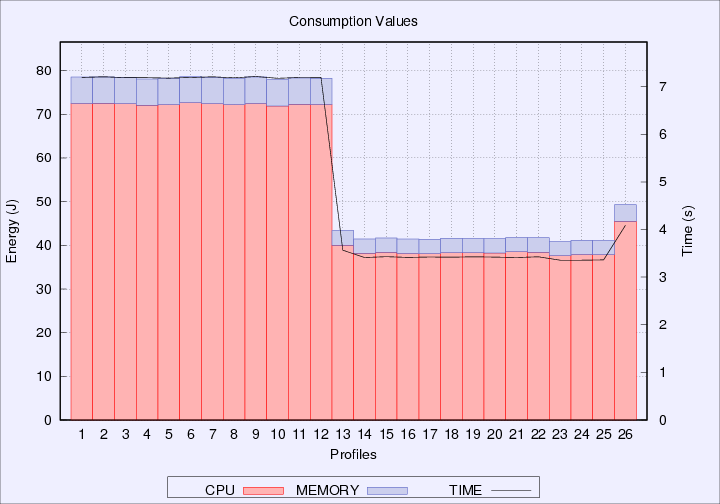 Consumption Values
80
70
60
50
40
30
20
10
0
Energy (J)
7
6
5
4
3
2
1
0
Time (s)
1 2 3 4 5 6 7 8 9 10 11 12 13 14 15 16 17 18 19 20 21 22 23 24 25 26
Profiles
CPU MEMORY TIME